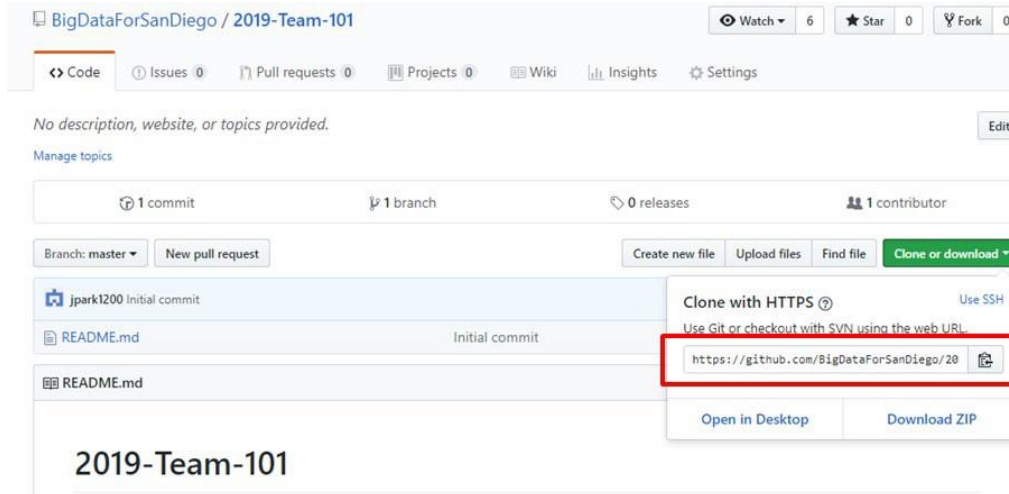 BigDataForSanDiego / 2019-Team-101
Watch 6 Star 0 Fork 0
Code Issues 0 Pull requests 0 Projects 0 Wiki Insights Settings
No description, website, or topics provided.
Edit
Manage topics
1 commit 1 branch 0 releases 1 contributor
Branch: master New pull request Create new file Upload files Find file Clone or download
jpark1200 Initial commit
Clone with HTTPS ? Use SSH
Use Git or checkout with SVN using the web URL.
README.md Initial commit
https://github.com/BigDataForSanDiego/20
README.md
Open in Desktop Download ZIP
2019-Team-101